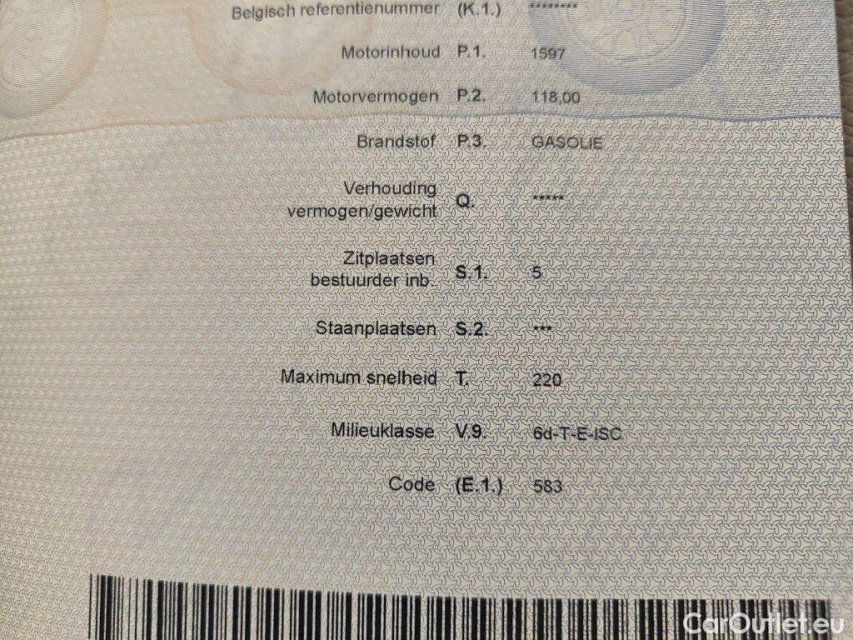 Belgisch referentienummer (K.1.) ********
Motorinhoud P.1. 1597
Motorvermogen P.2. 118,00
Brandstof P.3. GASOLIE
Verhouding
vermogen/gewicht Q. *****
Zitplaatsen
bestuurder inb. S.1. 5
Staanplaatsen S.2. ***
Maximum snelheid T. 220
Milieuklasse V.9. 6d-T-E-ISC
Code (E.1.) 583
CarOutlet.eu